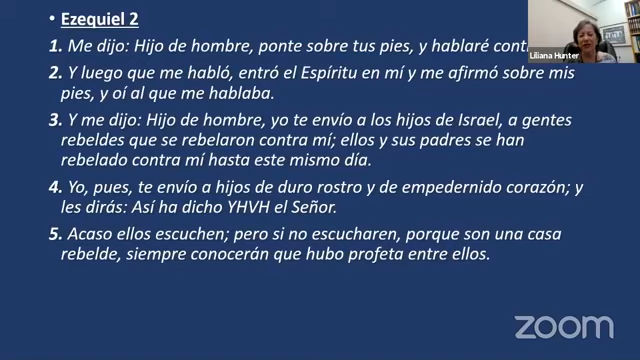 • Ezequiel 2
1. Me dijo: Hijo de hombre, ponte sobre tus pies, y hablaré cont
2. Y luego que me habló, entró el Espíritu en mí y me afirmó sobre mis
pies, y oí al que me hablaba.
3. Y me dijo: Hijo de hombre, yo te envío a los hijos de Israel, a gentes
rebeldes que se rebelaron contra mí; ellos y sus padres se han
rebelado contra mí hasta este mismo día.
4. Yo, pues, te envío a hijos de duro rostro y de empedernido corazón; y
les dirás: Así ha dicho YHVH el Señor.
5. Acaso ellos escuchen; pero si no escucharen, porque son una casa
rebelde, siempre conocerán que hubo profeta entre ellos.
Liliana Hunter
zoom